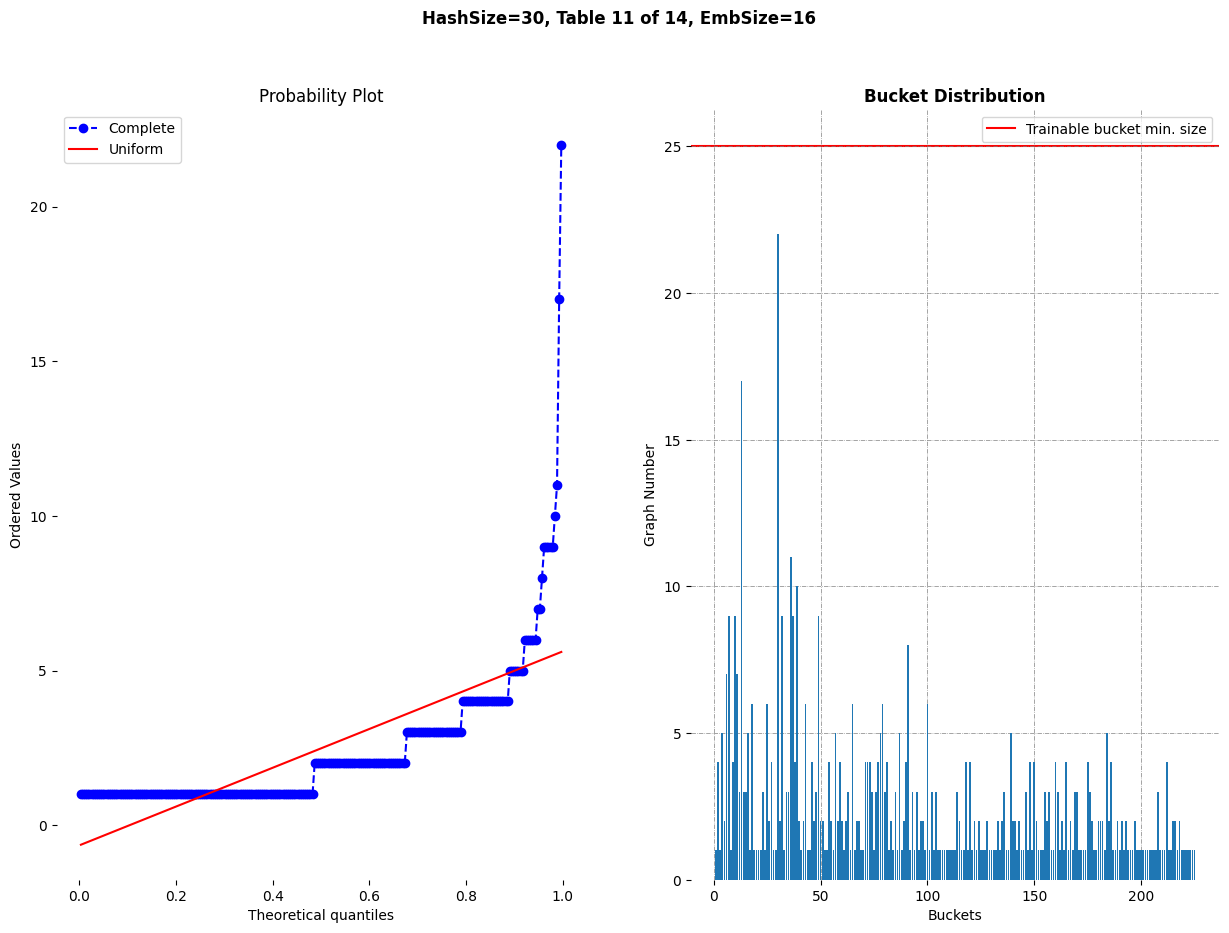 HashSize=30, Table 11 of 14, EmbSize=16
Probability Plot
Complete
Uniform
20
15
10
5
0
Ordered Values
0.0 0.2 0.4 0.6 0.8 1.0
Theoretical quantiles
Bucket Distribution
Trainable bucket min. size
25
20
15
10
5
0
Graph Number
0 50 100 150 200
Buckets